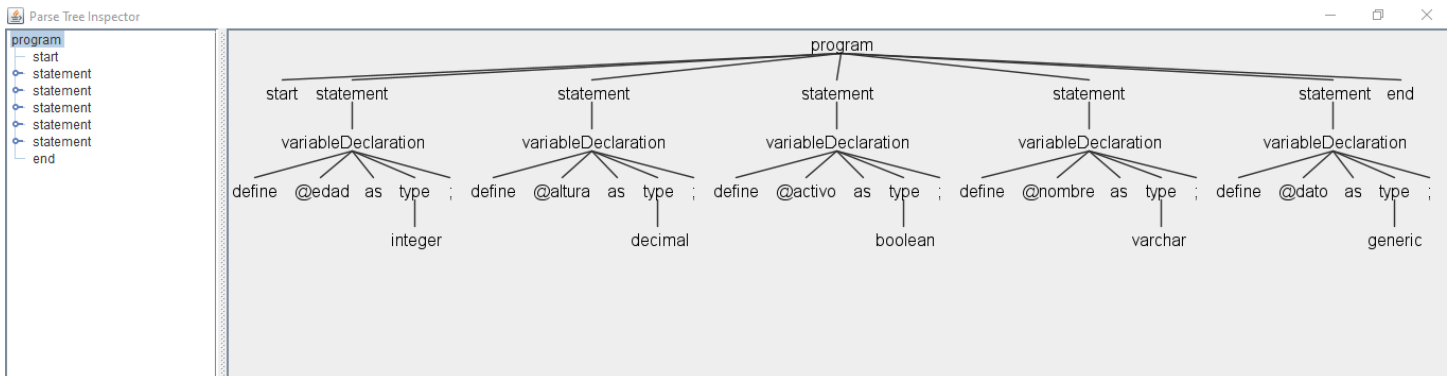 Parse Tree Inspector
program
start
statement
statement
statement
statement
statement
end
program
start statement statement statement statement statement end
variableDeclaration variableDeclaration variableDeclaration variableDeclaration variableDeclaration
define @edad as type ; define @altura as type ; define @activo as type ; define @nombre as type ; define @dato as type ;
integer decimal boolean varchar generic